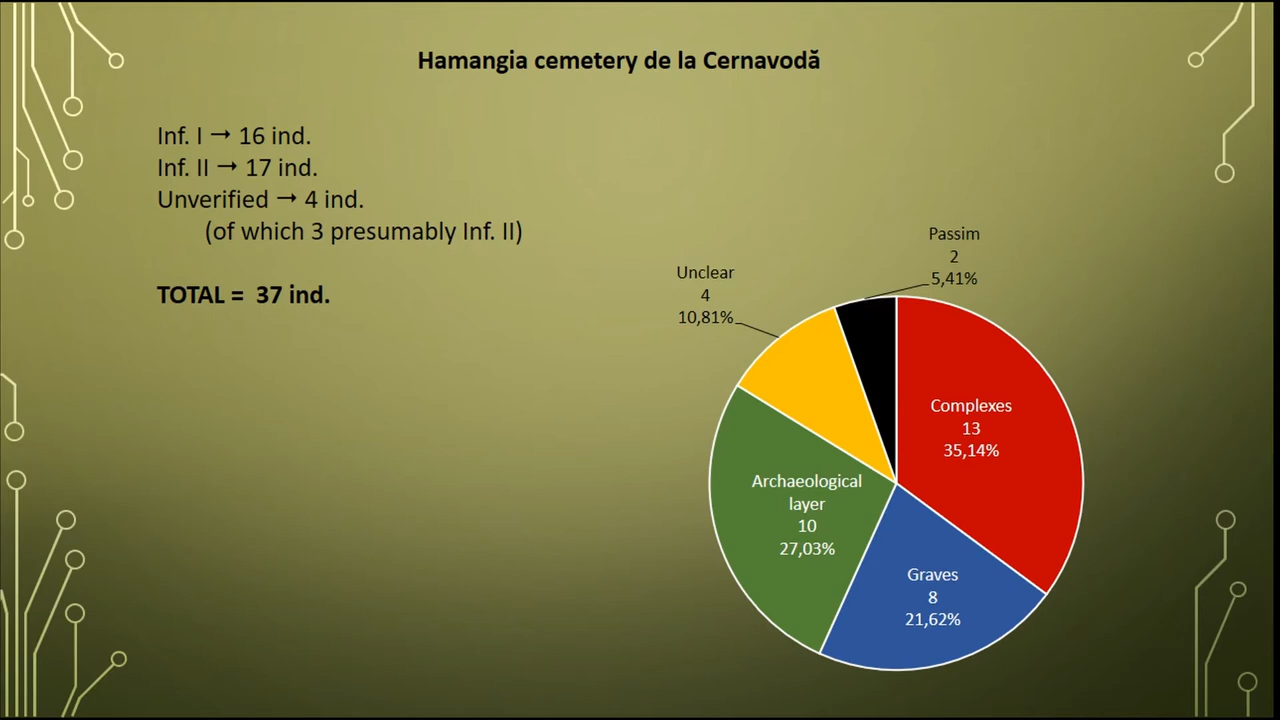 Hamangia cemetery de la Cernavodă
Inf. I → 16 ind.
Inf. II → 17 ind.
Unverified → 4 ind.
(of which 3 presumably Inf. II)
TOTAL = 37 ind.
Passim
2
5,41%
Unclear
4
10,81%
Complexes
13
35,14%
Archaeological
layer
10
27,03%
Graves
8
21,62%